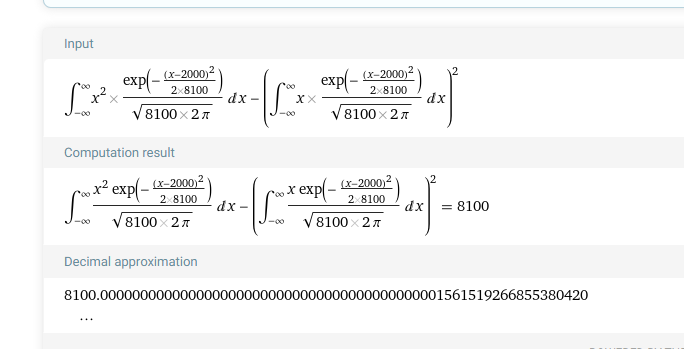 Input
∫_{-∞}^{∞} x² × exp(-(x-2000)²/(2×8100))/√(8100×2π) dx - (∫_{-∞}^{∞} x × exp(-(x-2000)²/(2×8100))/√(8100×2π) dx)²
Computation result
∫_{-∞}^{∞} x² exp(-(x-2000)²/(2×8100))/√(8100×2π) dx - (∫_{-∞}^{∞} x exp(-(x-2000)²/(2×8100))/√(8100×2π) dx)² = 8100
Decimal approximation
8100.0000000000000000000000000000000000000000000001561519266855380420
…